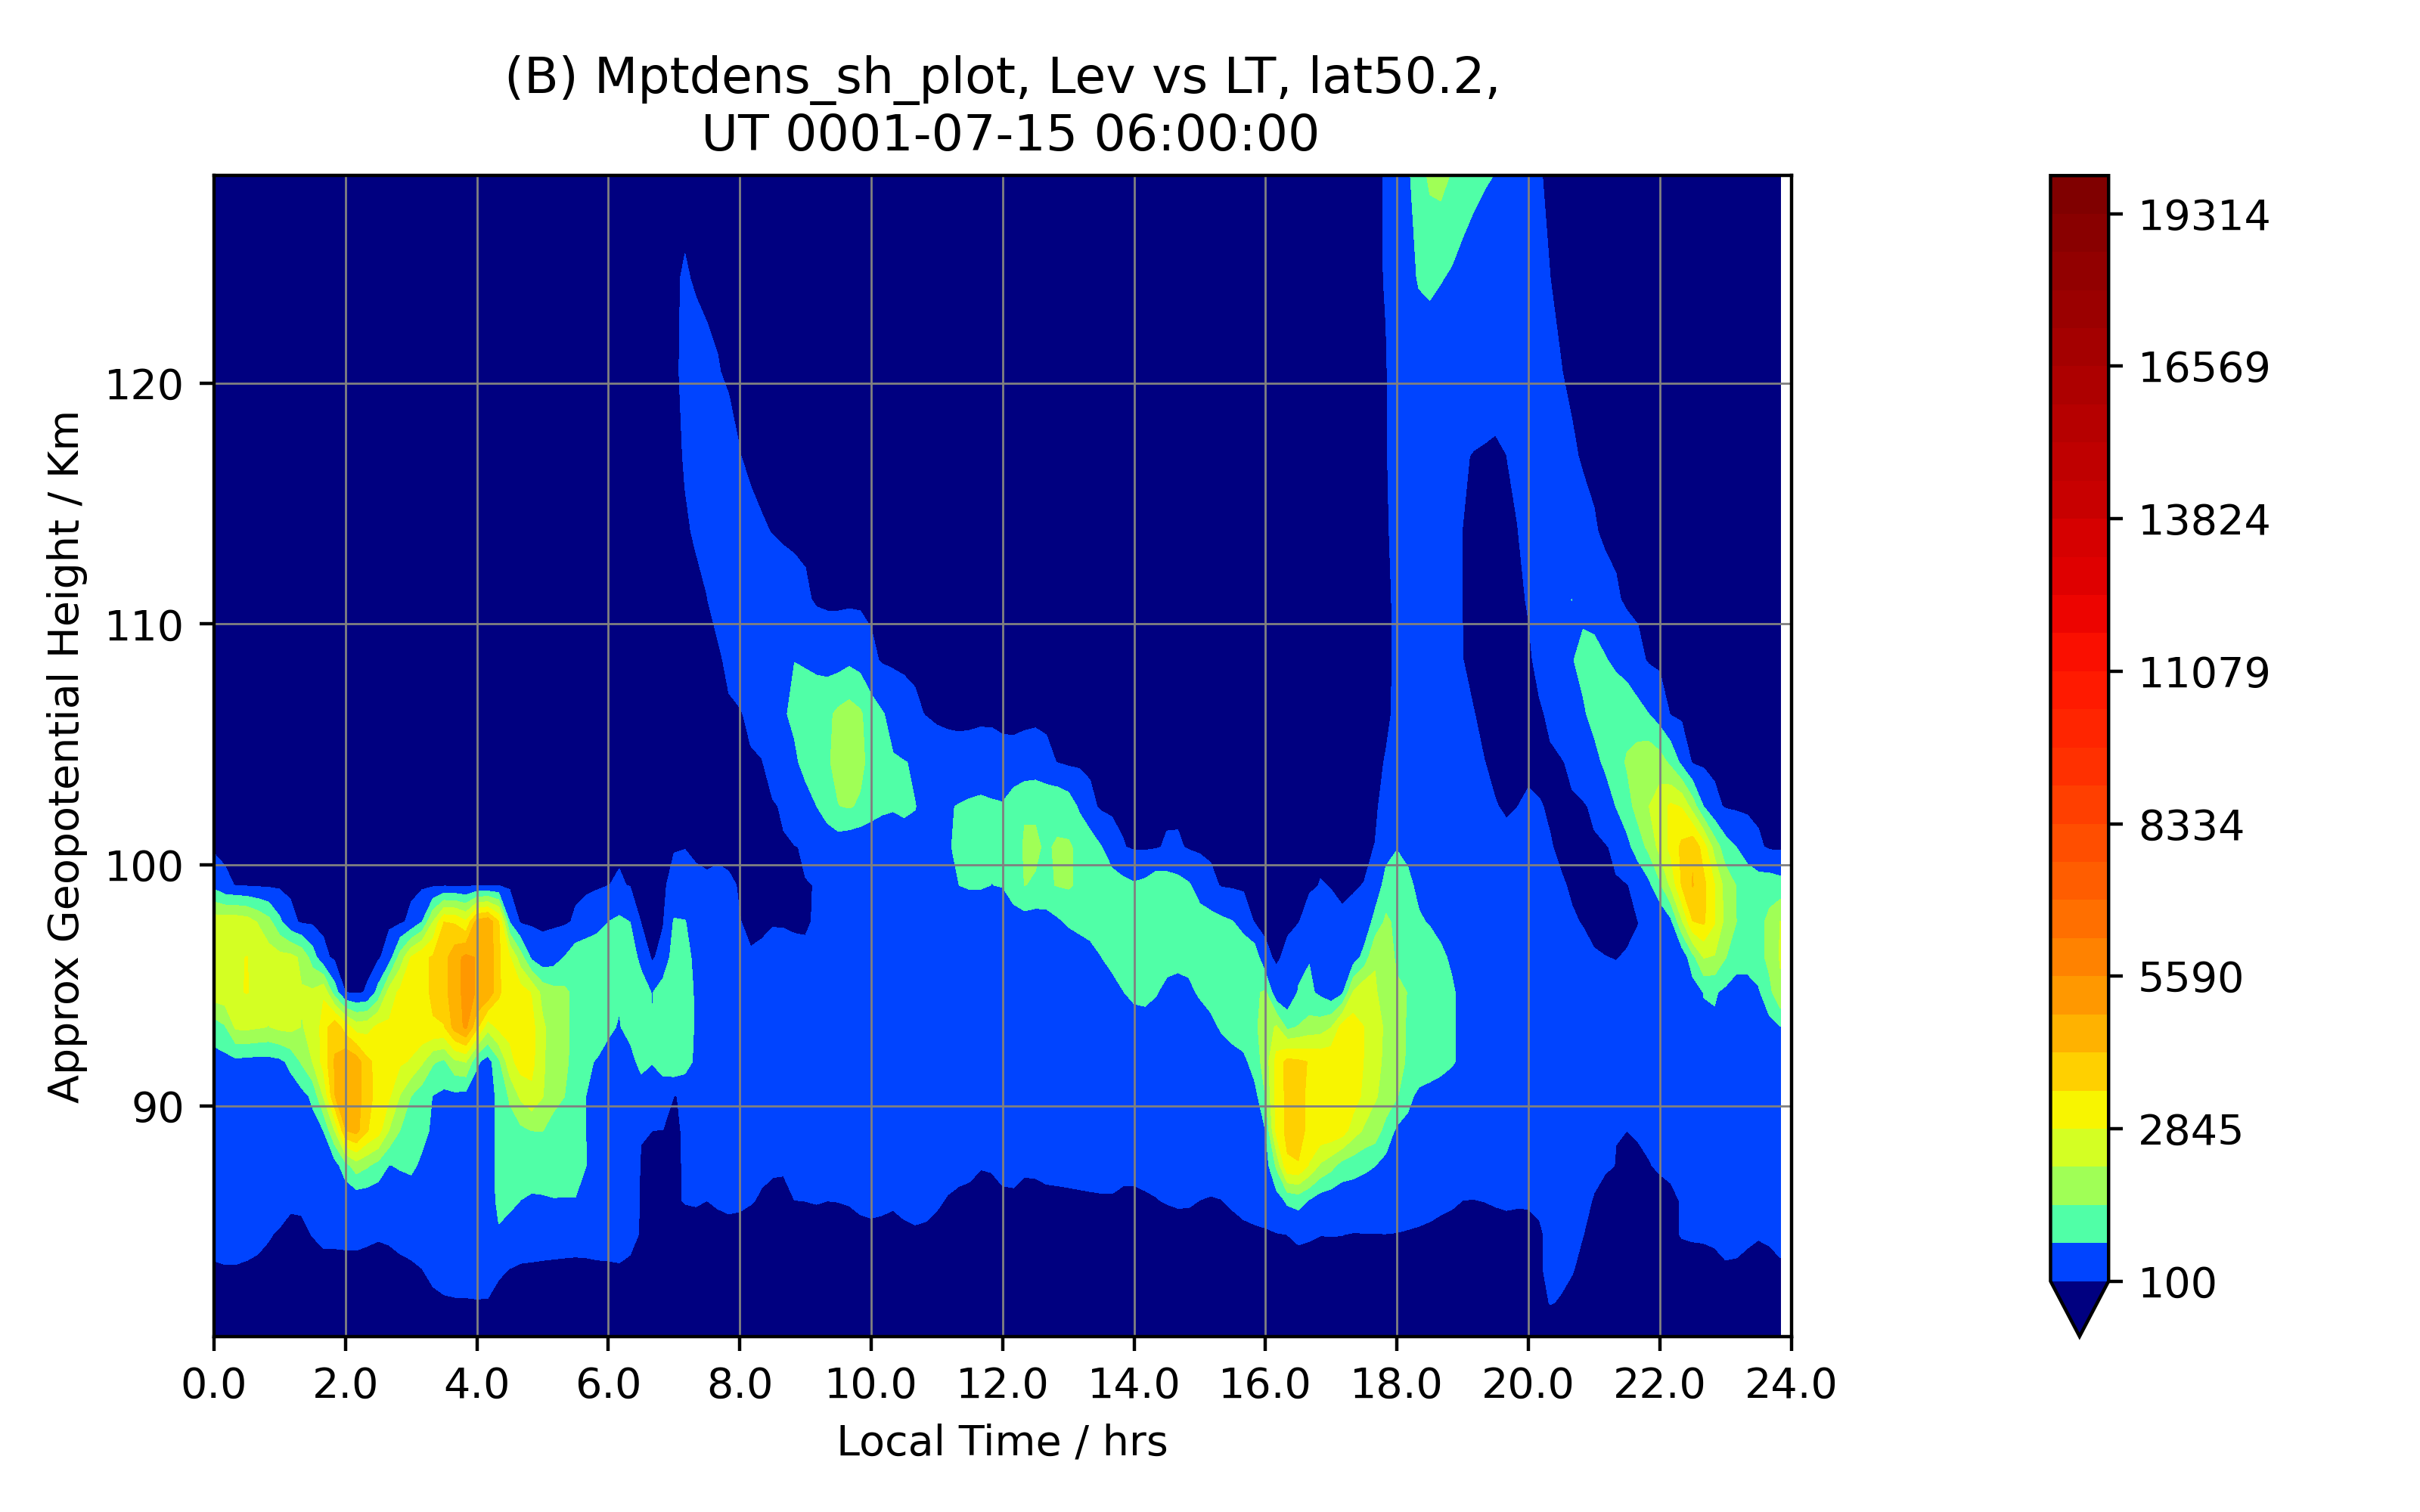 (B) Mptdens_sh_plot, Lev vs LT, lat50.2,
UT 0001-07-15 06:00:00
Approx Geopotential Height / Km
120
110
100
90
0.0 2.0 4.0 6.0 8.0 10.0 12.0 14.0 16.0 18.0 20.0 22.0 24.0
Local Time / hrs
19314
16569
13824
11079
8334
5590
2845
100